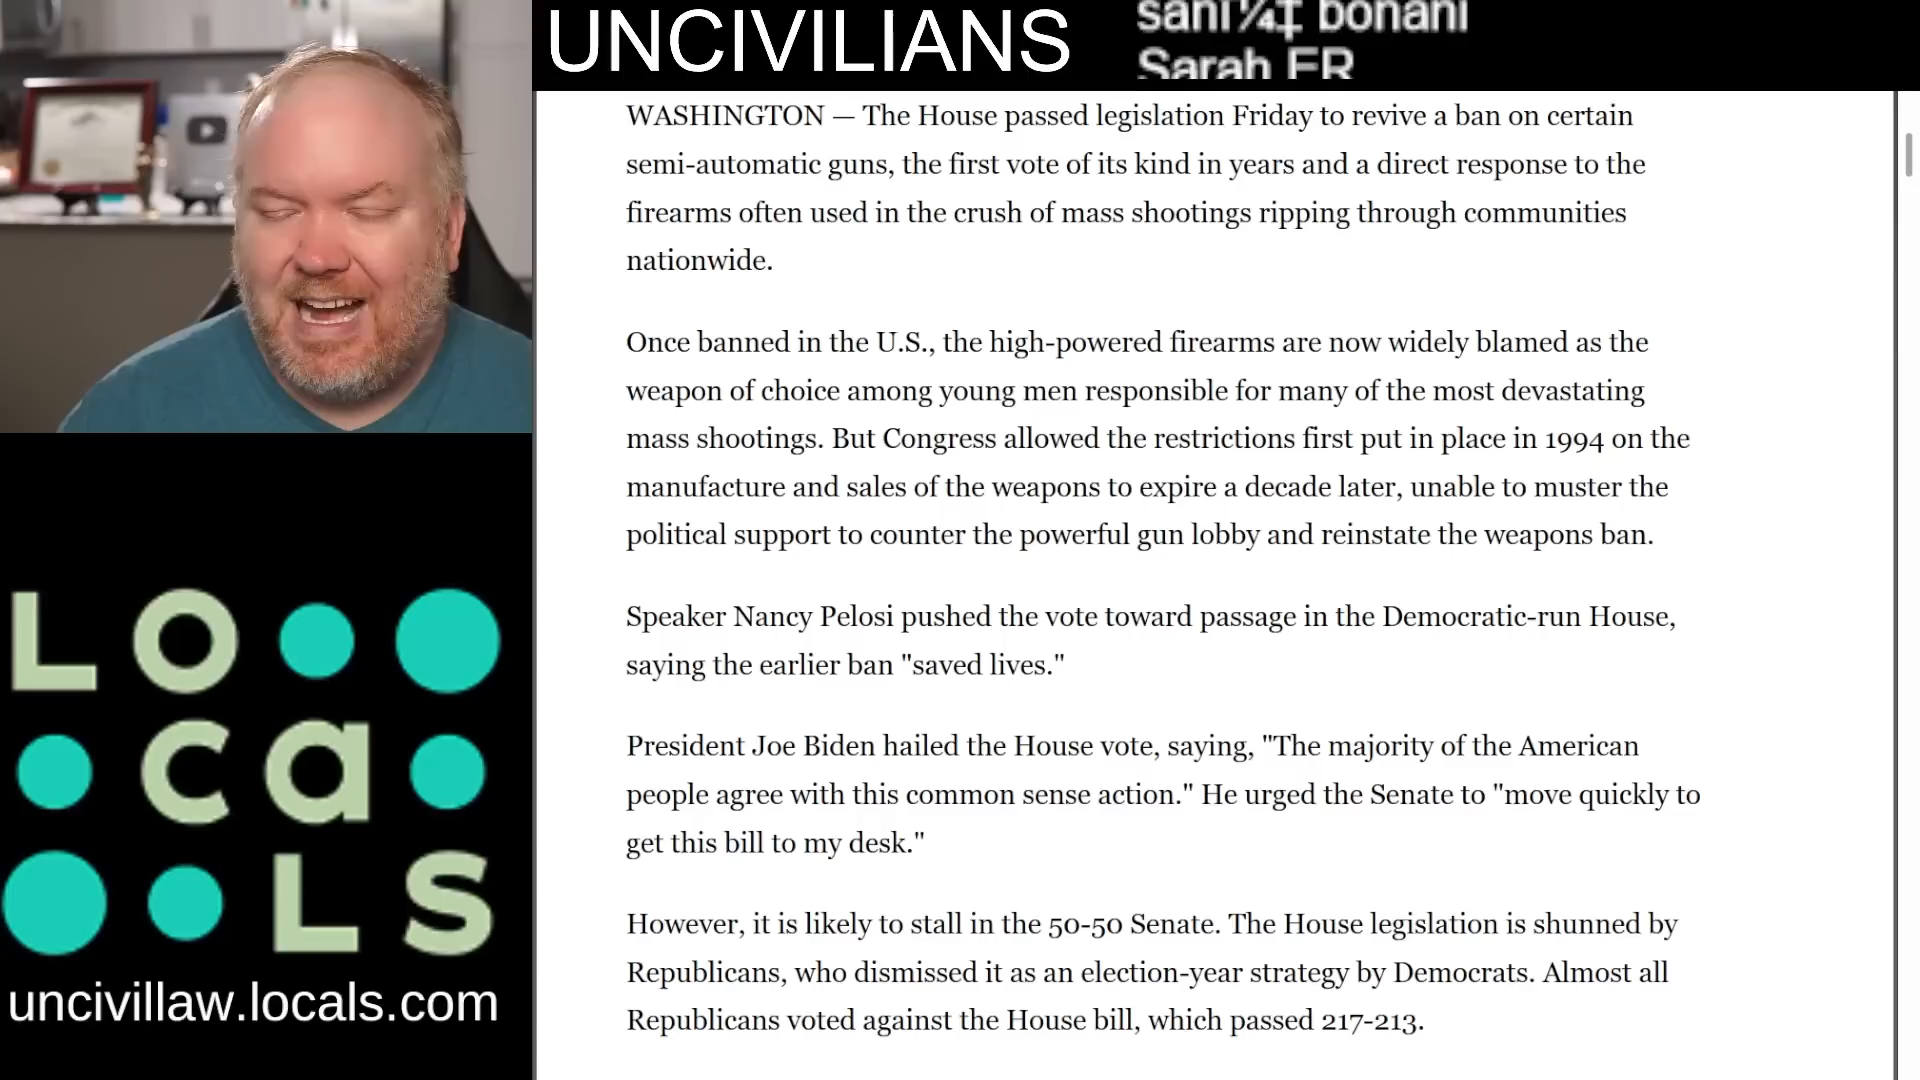 UNCIVILIANS
bonani
Sarah ER
WASHINGTON — The House passed legislation Friday to revive a ban on certain
semi-automatic guns, the first vote of its kind in years and a direct response to the
firearms often used in the crush of mass shootings ripping through communities
nationwide.
Once banned in the U.S., the high-powered firearms are now widely blamed as the
weapon of choice among young men responsible for many of the most devastating
mass shootings. But Congress allowed the restrictions first put in place in 1994 on the
manufacture and sales of the weapons to expire a decade later, unable to muster the
political support to counter the powerful gun lobby and reinstate the weapons ban.
Speaker Nancy Pelosi pushed the vote toward passage in the Democratic-run House,
saying the earlier ban "saved lives."
President Joe Biden hailed the House vote, saying, "The majority of the American
people agree with this common sense action." He urged the Senate to "move quickly to
get this bill to my desk."
However, it is likely to stall in the 50-50 Senate. The House legislation is shunned by
Republicans, who dismissed it as an election-year strategy by Democrats. Almost all
Republicans voted against the House bill, which passed 217-213.
LO
ca
LS
uncivillaw.locals.com